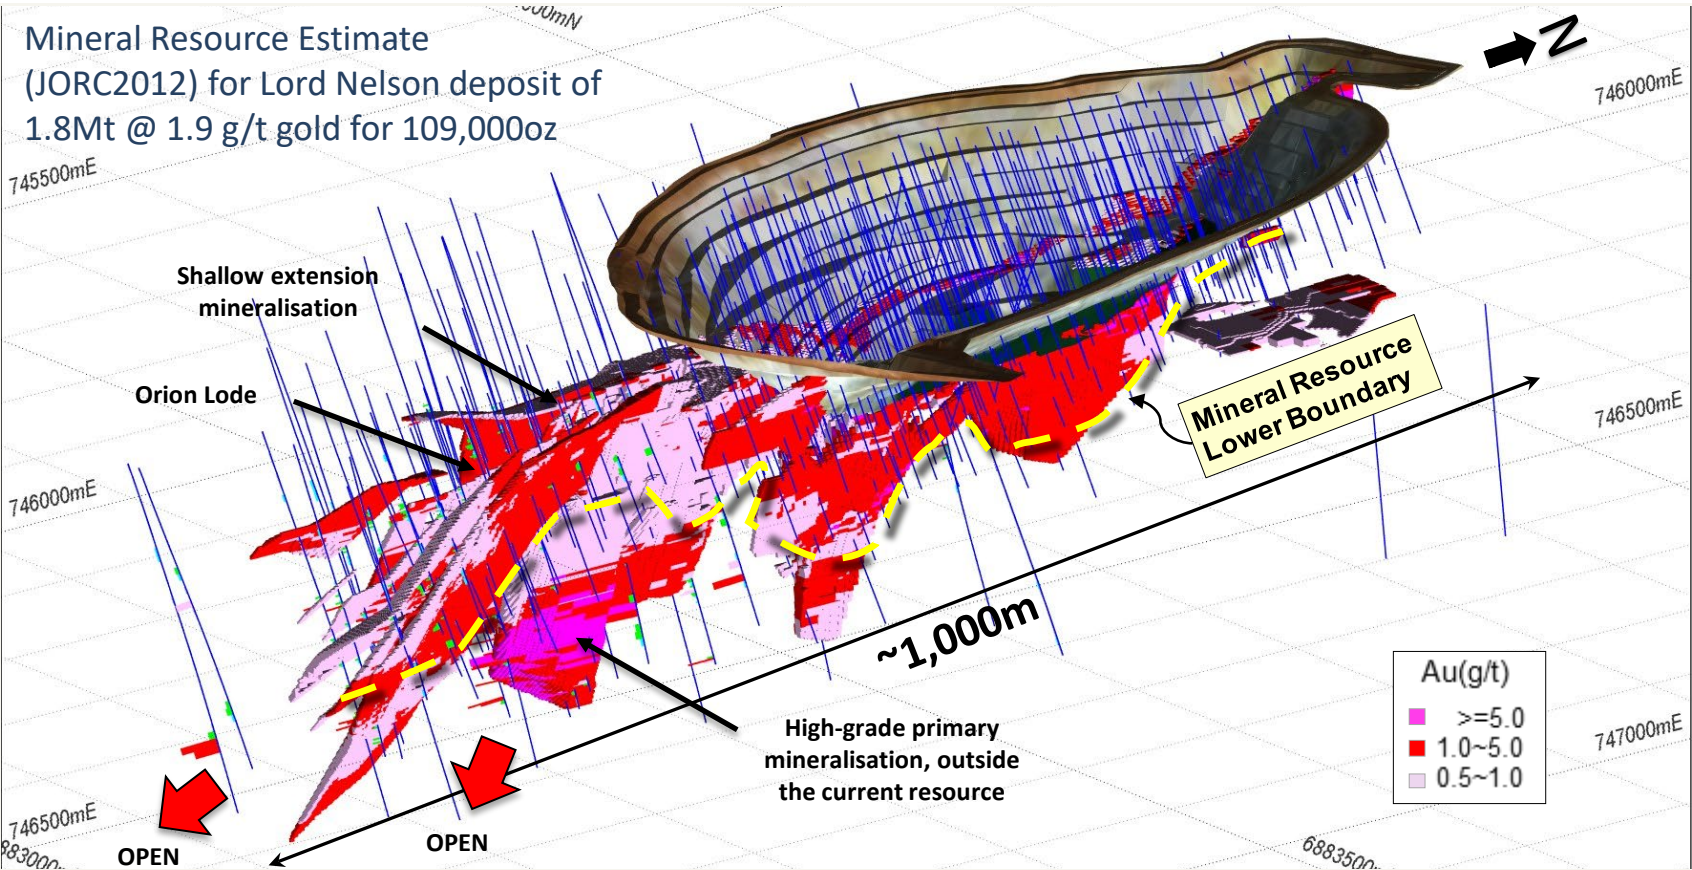 Mineral Resource Estimate
(JORC2012) for Lord Nelson deposit of
1.8Mt @ 1.9 g/t gold for 109,000oz
N
746000mE
745500mE
Shallow extension
mineralisation
Orion Lode
Mineral Resource
Lower Boundary
746500mE
746000mE
~1,000m
High-grade primary
mineralisation, outside
the current resource
Au(g/t)
>=5.0
1.0~5.0
0.5~1.0
747000mE
746500mE
OPEN
OPEN